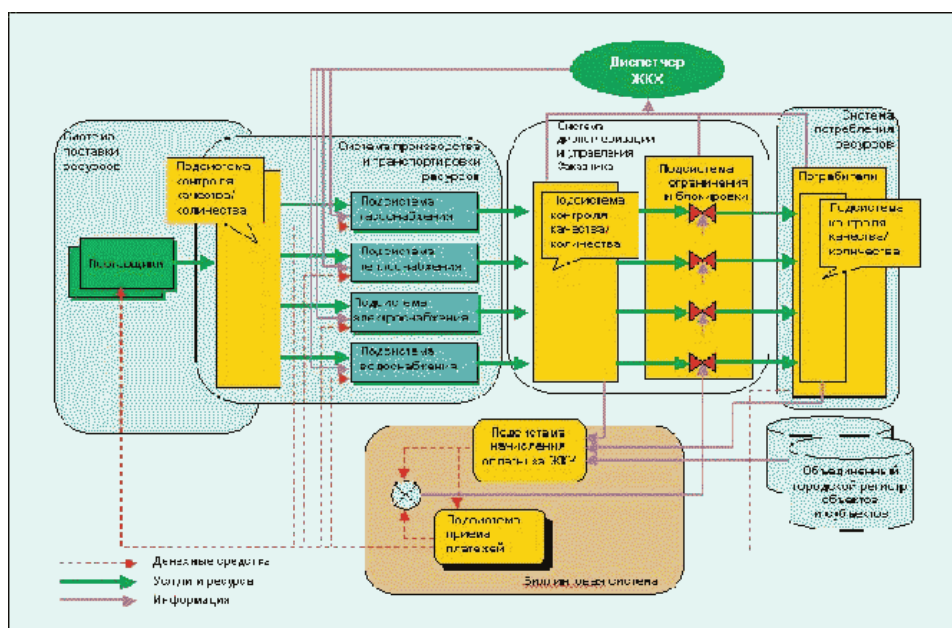 Диспетчер
ЖКХ
Система
поставки
ресурсов
Система производства
и транспортировки
ресурсов
Система
диспетчеризации
и управления
Заказчика
Система
потребления
ресурсов
Подсистема
контроля
качества/
количества
Подсистема
газоснабжения
Подсистема
теплоснабжения
Подсистема
электроснабжения
Подсистема
водоснабжения
Поставщики
Подсистема
контроля
качества/
количества
Подсистема
ограничения
и блокировки
Потребители
Подсистема
контроля
качества/
количества
Подсистема
начисления
оплаты за ЖКУ
Подсистема
приема
платежей
Биллинговая система
Объединенный
городской регистр
объектов
и субъектов
Денежные средства
Услуги и ресурсы
Информация